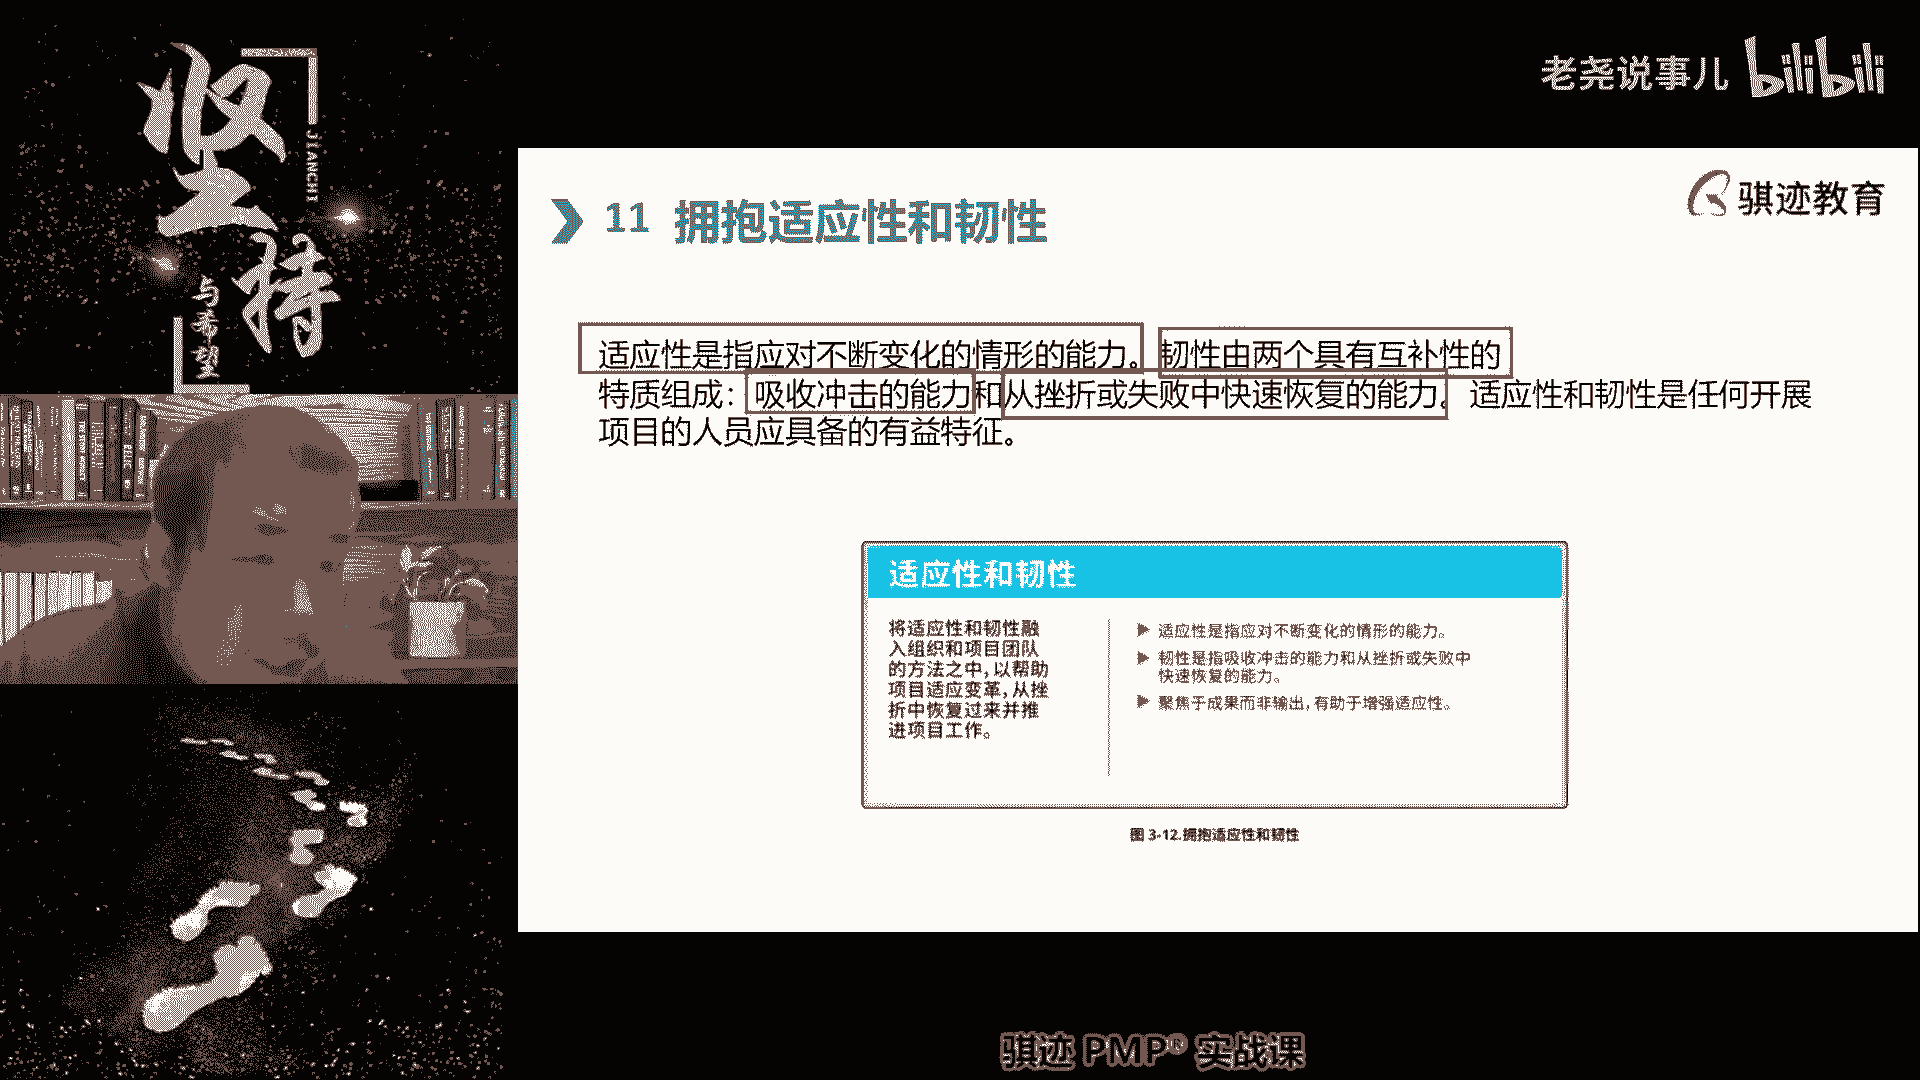 坚持
JIANCHI
与希望
老尧说事儿 bilibili
骐迹教育
11 拥抱适应性和韧性
适应性是指应对不断变化的情形的能力。韧性由两个具有互补性的
特质组成：吸收冲击的能力和从挫折或失败中快速恢复的能力。适应性和韧性是任何开展
项目的人员应具备的有益特征。
适应性和韧性
将适应性和韧性融
入组织和项目团队
的方法之中，以帮助
项目适应变革，从挫
折中恢复过来并推
进项目工作。
▶ 适应性是指应对不断变化的情形的能力。
▶ 韧性是指吸收冲击的能力和从挫折或失败中
快速恢复的能力。
▶ 聚焦于成果而非输出，有助于增强适应性。
图 3-12.拥抱适应性和韧性
骐迹 PMP® 实战课